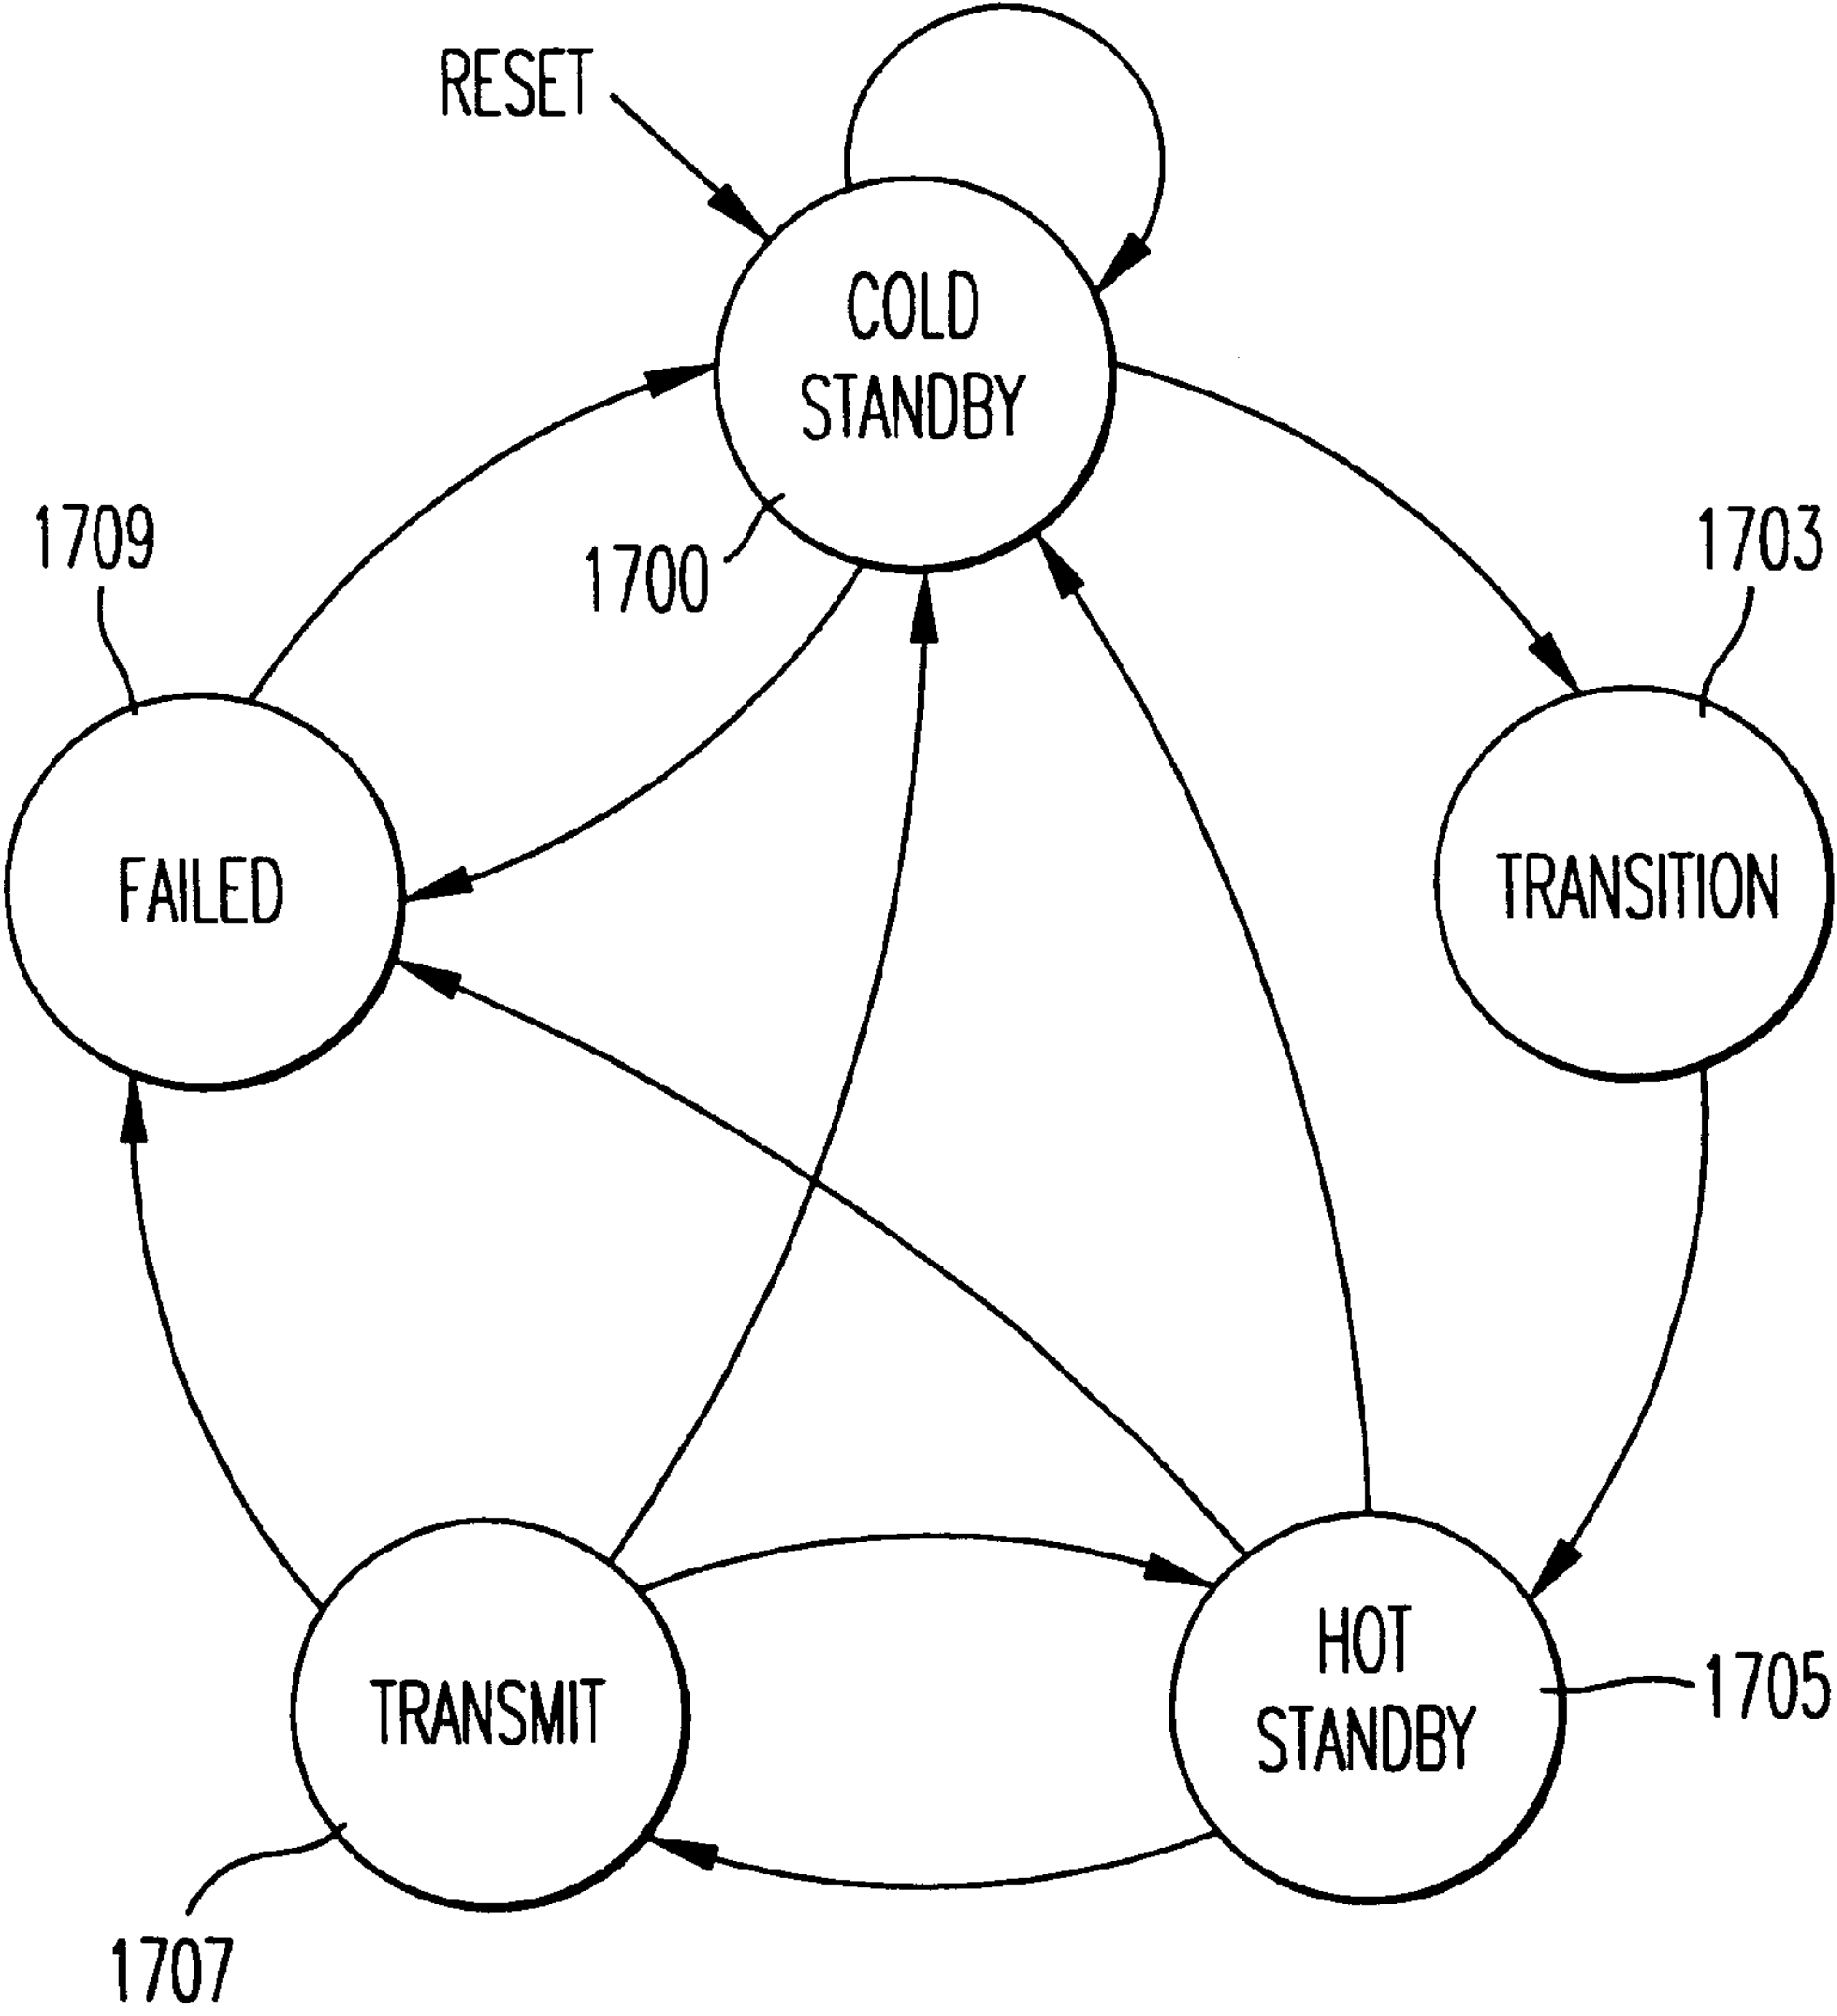 RESET
COLD
STANDBY
1709
1700
1703
FAILED
TRANSITION
HOT
STANDBY
1705
TRANSMIT
1707